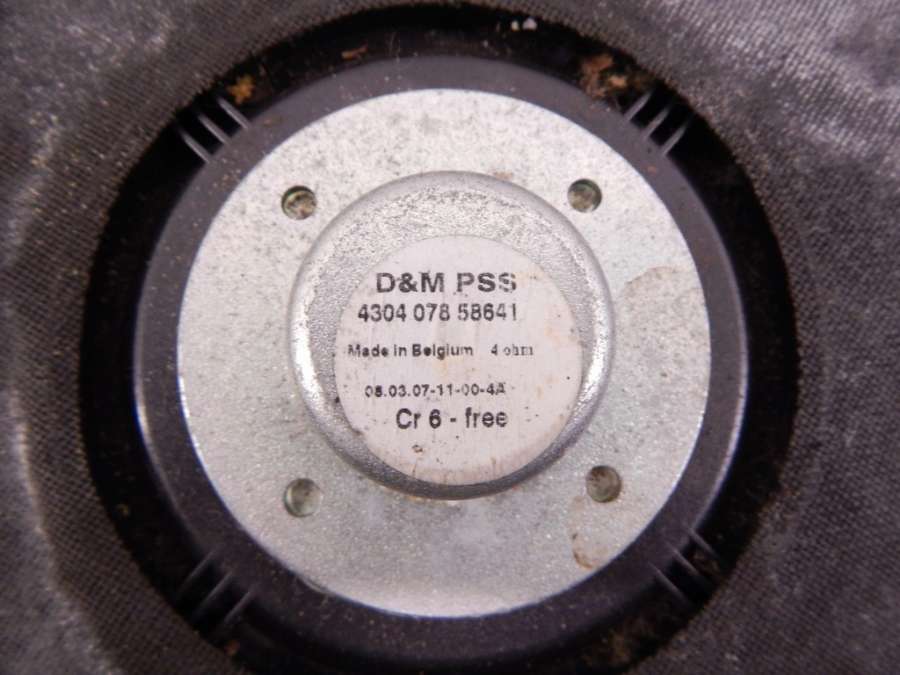 D&M PSS
4304 078 58641
Made in Belgium 4 ohm
08.03.07-11-00-4A
Cr 6 - free